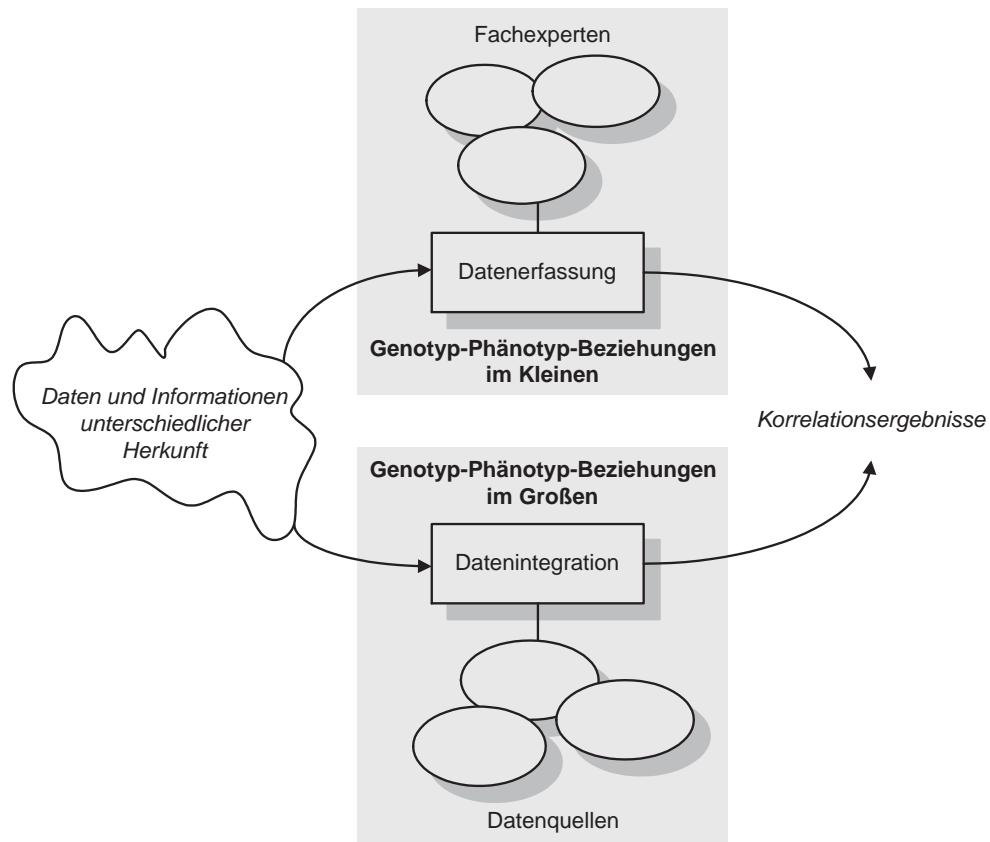 Fachexperten
Datenerfassung
Genotyp-Phänotyp-Beziehungen
im Kleinen
Daten und Informationen
unterschiedlicher
Herkunft
Korrelationsergebnisse
Genotyp-Phänotyp-Beziehungen
im Großen
Datenintegration
Datenquellen